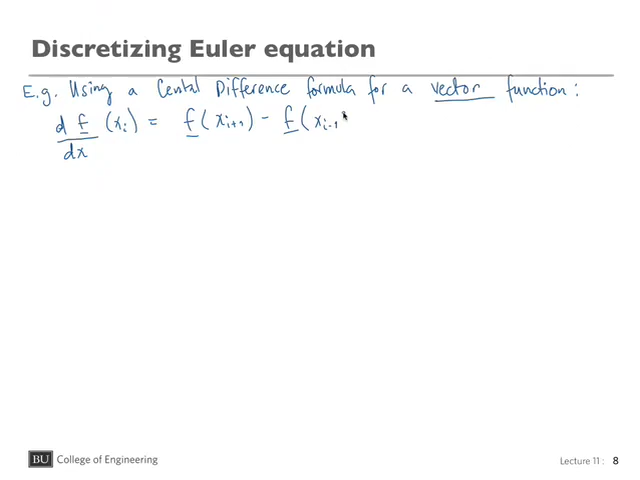 Discretizing Euler equation
E.g. Using a Cental Difference formula for a vector function:
d f (xᵢ) = f(xᵢ₊₁) - f(xᵢ₋₁
dx
BU College of Engineering
Lecture 11: 8